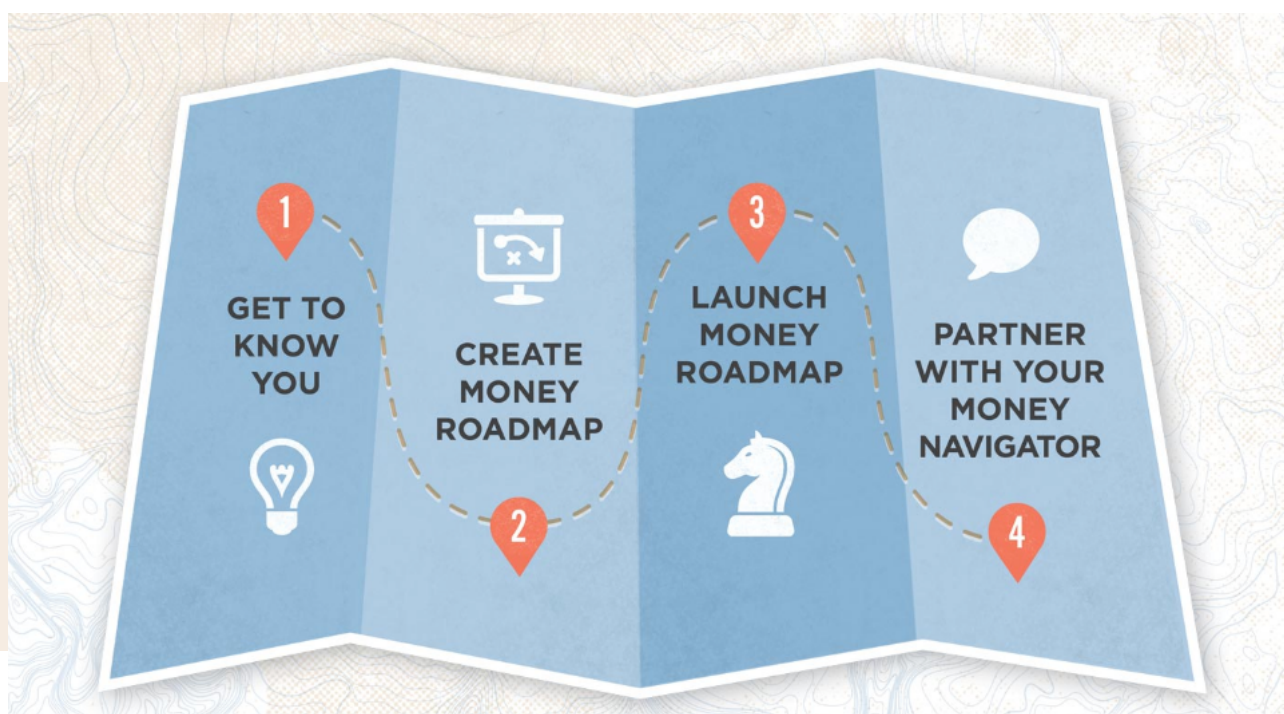 1
GET TO
KNOW
YOU
2
CREATE
MONEY
ROADMAP
3
LAUNCH
MONEY
ROADMAP
4
PARTNER
WITH YOUR
MONEY
NAVIGATOR